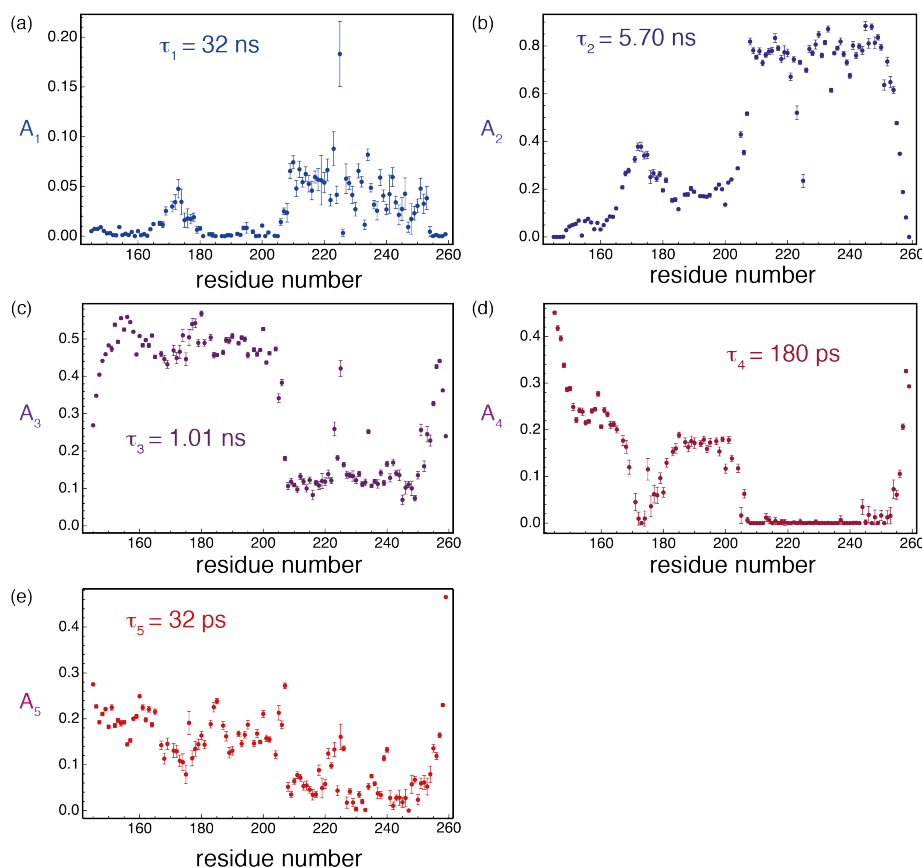 (a)
τ₁ = 32 ns
A₁
0.20
0.15
0.10
0.05
0.00
160 180 200 220 240 260
residue number
(b)
τ₂ = 5.70 ns
A₂
0.8
0.6
0.4
0.2
0.0
160 180 200 220 240 260
residue number
(c)
τ₃ = 1.01 ns
A₃
0.5
0.4
0.3
0.2
0.1
0.0
160 180 200 220 240 260
residue number
(d)
τ₄ = 180 ps
A₄
0.4
0.3
0.2
0.1
0.0
160 180 200 220 240 260
residue number
(e)
τ₅ = 32 ps
A₅
0.4
0.3
0.2
0.1
0.0
160 180 200 220 240 260
residue number